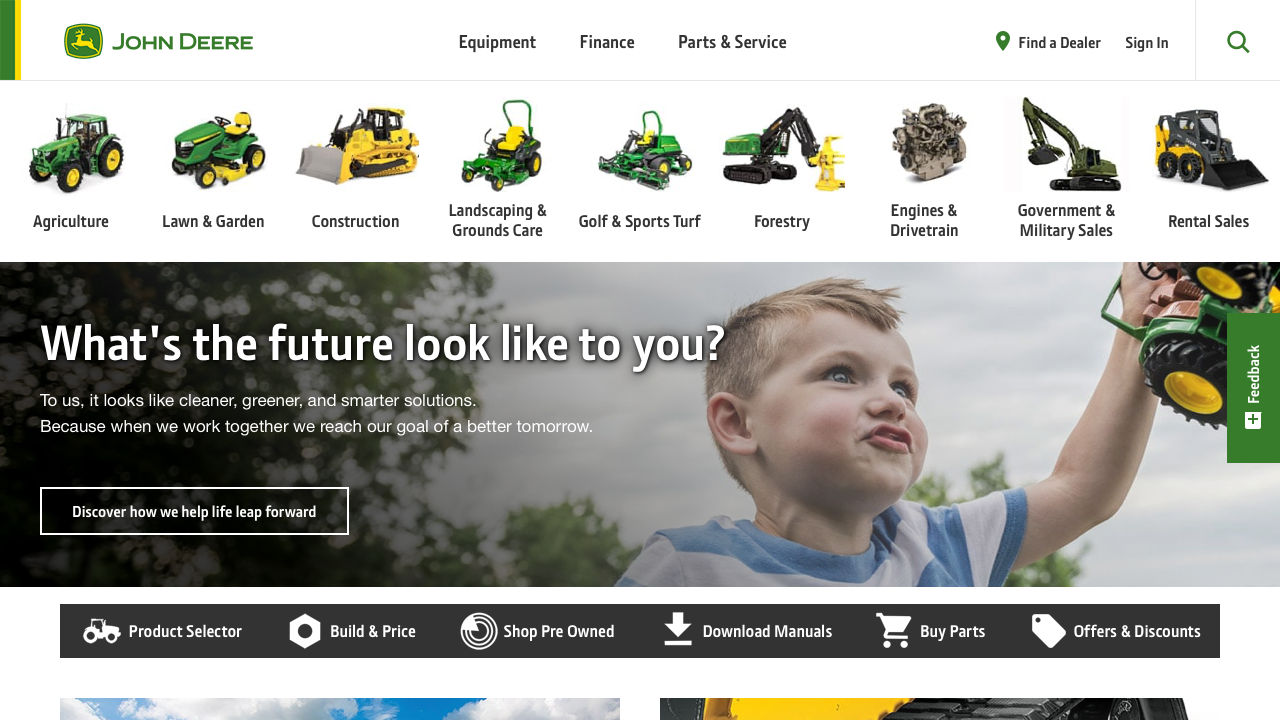 JOHN DEERE
Equipment
Finance
Parts & Service
Find a Dealer
Sign In
Agriculture
Lawn & Garden
Construction
Landscaping &
Grounds Care
Golf & Sports Turf
Forestry
Engines &
Drivetrain
Government &
Military Sales
Rental Sales
What's the future look like to you?
To us, it looks like cleaner, greener, and smarter solutions.
Because when we work together we reach our goal of a better tomorrow.
Discover how we help life leap forward
Feedback
Product Selector
Build & Price
Shop Pre Owned
Download Manuals
Buy Parts
Offers & Discounts